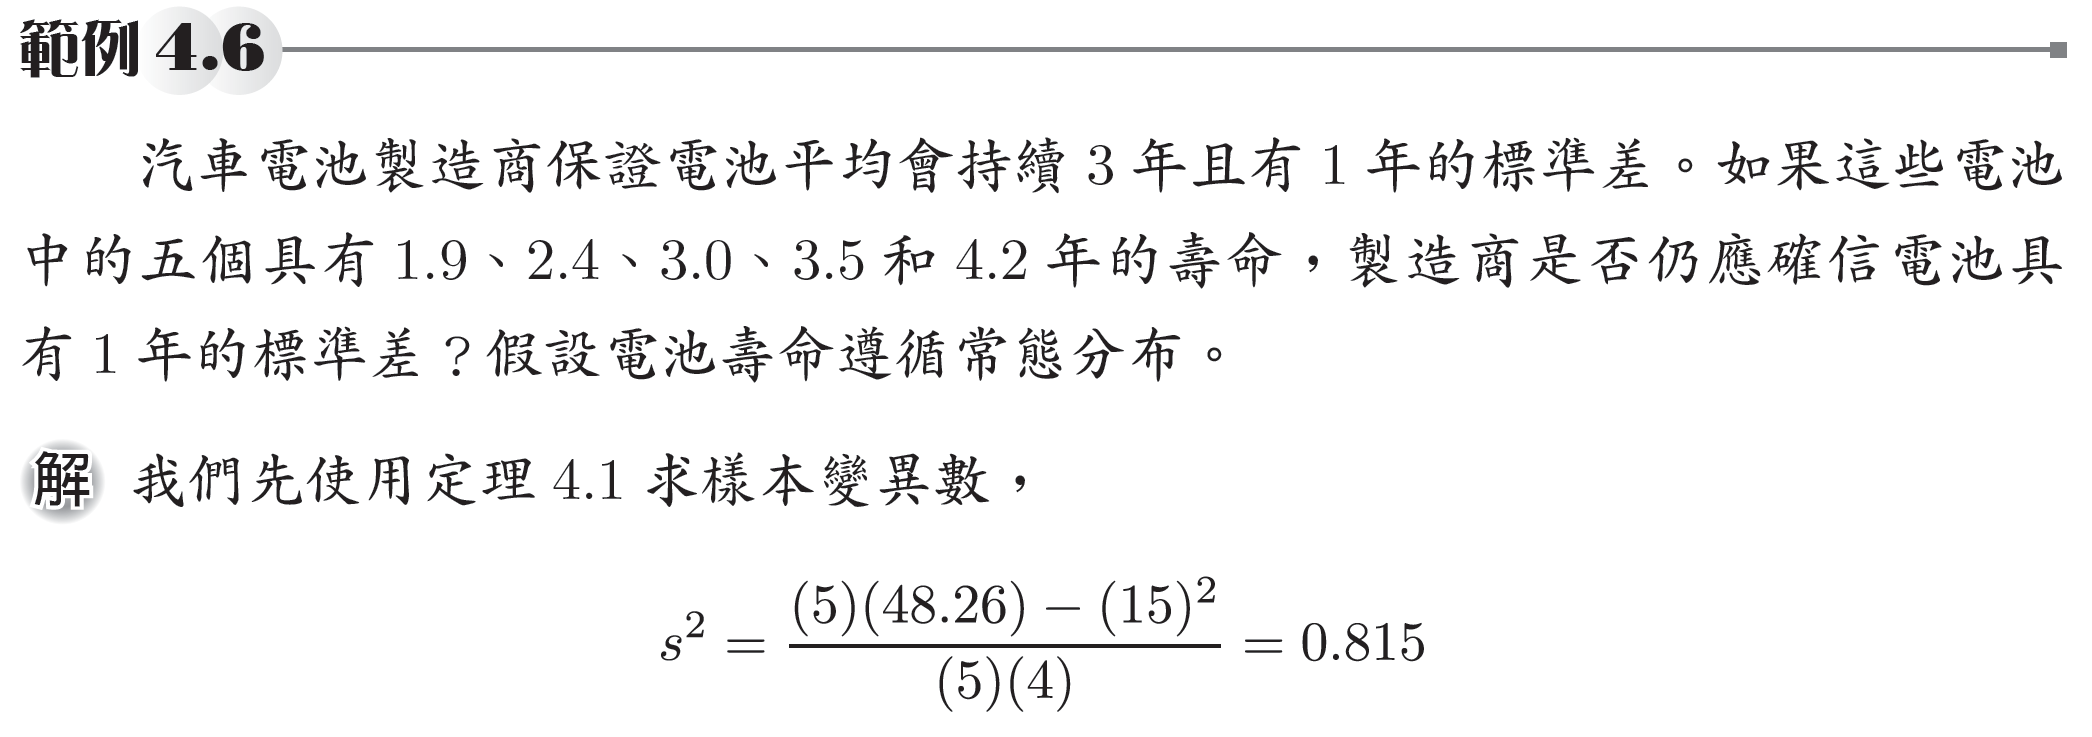 範例 4.6
汽車電池製造商保證電池平均會持續 3 年且有 1 年的標準差。如果這些電池
中的五個具有 1.9、2.4、3.0、3.5 和 4.2 年的壽命，製造商是否仍應確信電池具
有 1 年的標準差？假設電池壽命遵循常態分布。
解 我們先使用定理 4.1 求樣本變異數，
s² = \frac{(5)(48.26) − (15)²}{(5)(4)} = 0.815